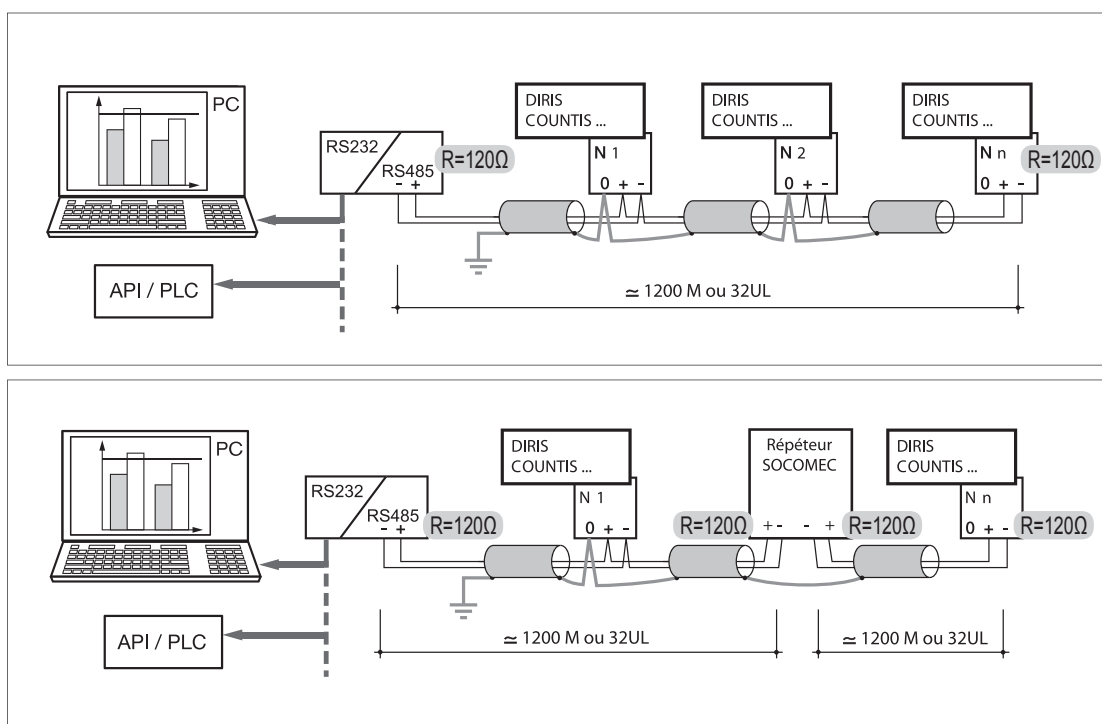 PC
RS232
RS485
- +
R=120Ω
API / PLC
DIRIS
COUNTIS ...
N 1
0 + -
DIRIS
COUNTIS ...
N 2
0 + -
DIRIS
COUNTIS ...
N n
0 + -
R=120Ω
≃ 1200 M ou 32UL
PC
RS232
RS485
- +
R=120Ω
API / PLC
DIRIS
COUNTIS ...
N 1
0 + -
R=120Ω
Répéteur
SOCOMEC
+ - - +
R=120Ω
DIRIS
COUNTIS ...
N n
0 + -
R=120Ω
≃ 1200 M ou 32UL
≃ 1200 M ou 32UL